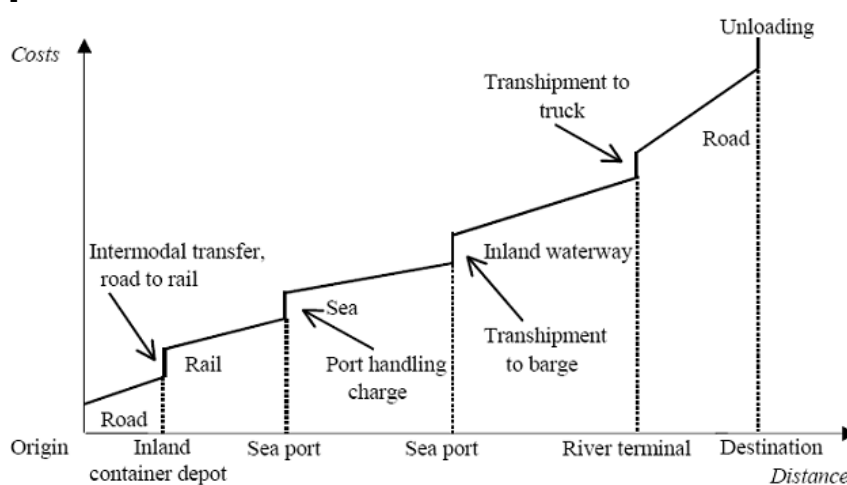 Unloading
Costs
Transhipment to
truck
Road
Intermodal transfer,
road to rail
Inland waterway
Sea
Transhipment
to barge
Rail
Port handling
charge
Road
Origin
Inland
container depot
Sea port
Sea port
River terminal
Destination
Distance